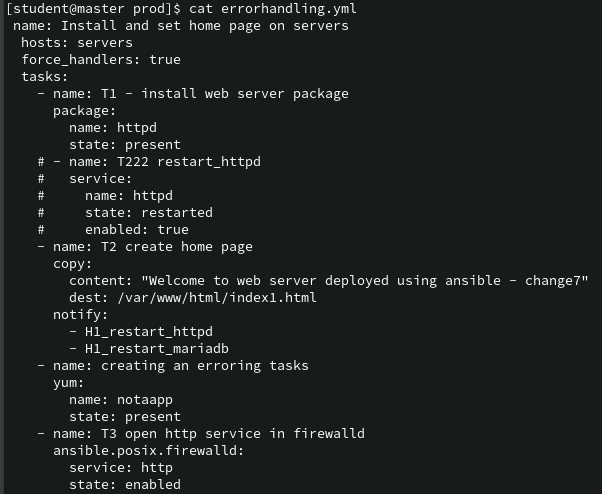 [student@master prod]$ cat errorhandling.yml
 name: Install and set home page on servers
  hosts: servers
  force_handlers: true
  tasks:
    - name: T1 - install web server package
      package:
        name: httpd
        state: present
    # - name: T222 restart_httpd
    #   service:
    #     name: httpd
    #     state: restarted
    #     enabled: true
    - name: T2 create home page
      copy:
        content: "Welcome to web server deployed using ansible - change7"
        dest: /var/www/html/index1.html
      notify:
        - H1_restart_httpd
        - H1_restart_mariadb
    - name: creating an erroring tasks
      yum:
        name: notaapp
        state: present
    - name: T3 open http service in firewalld
      ansible.posix.firewalld:
        service: http
        state: enabled